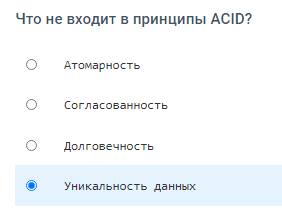 Что не входит в принципы ACID?
Атомарность
Согласованность
Долговечность
Уникальность данных